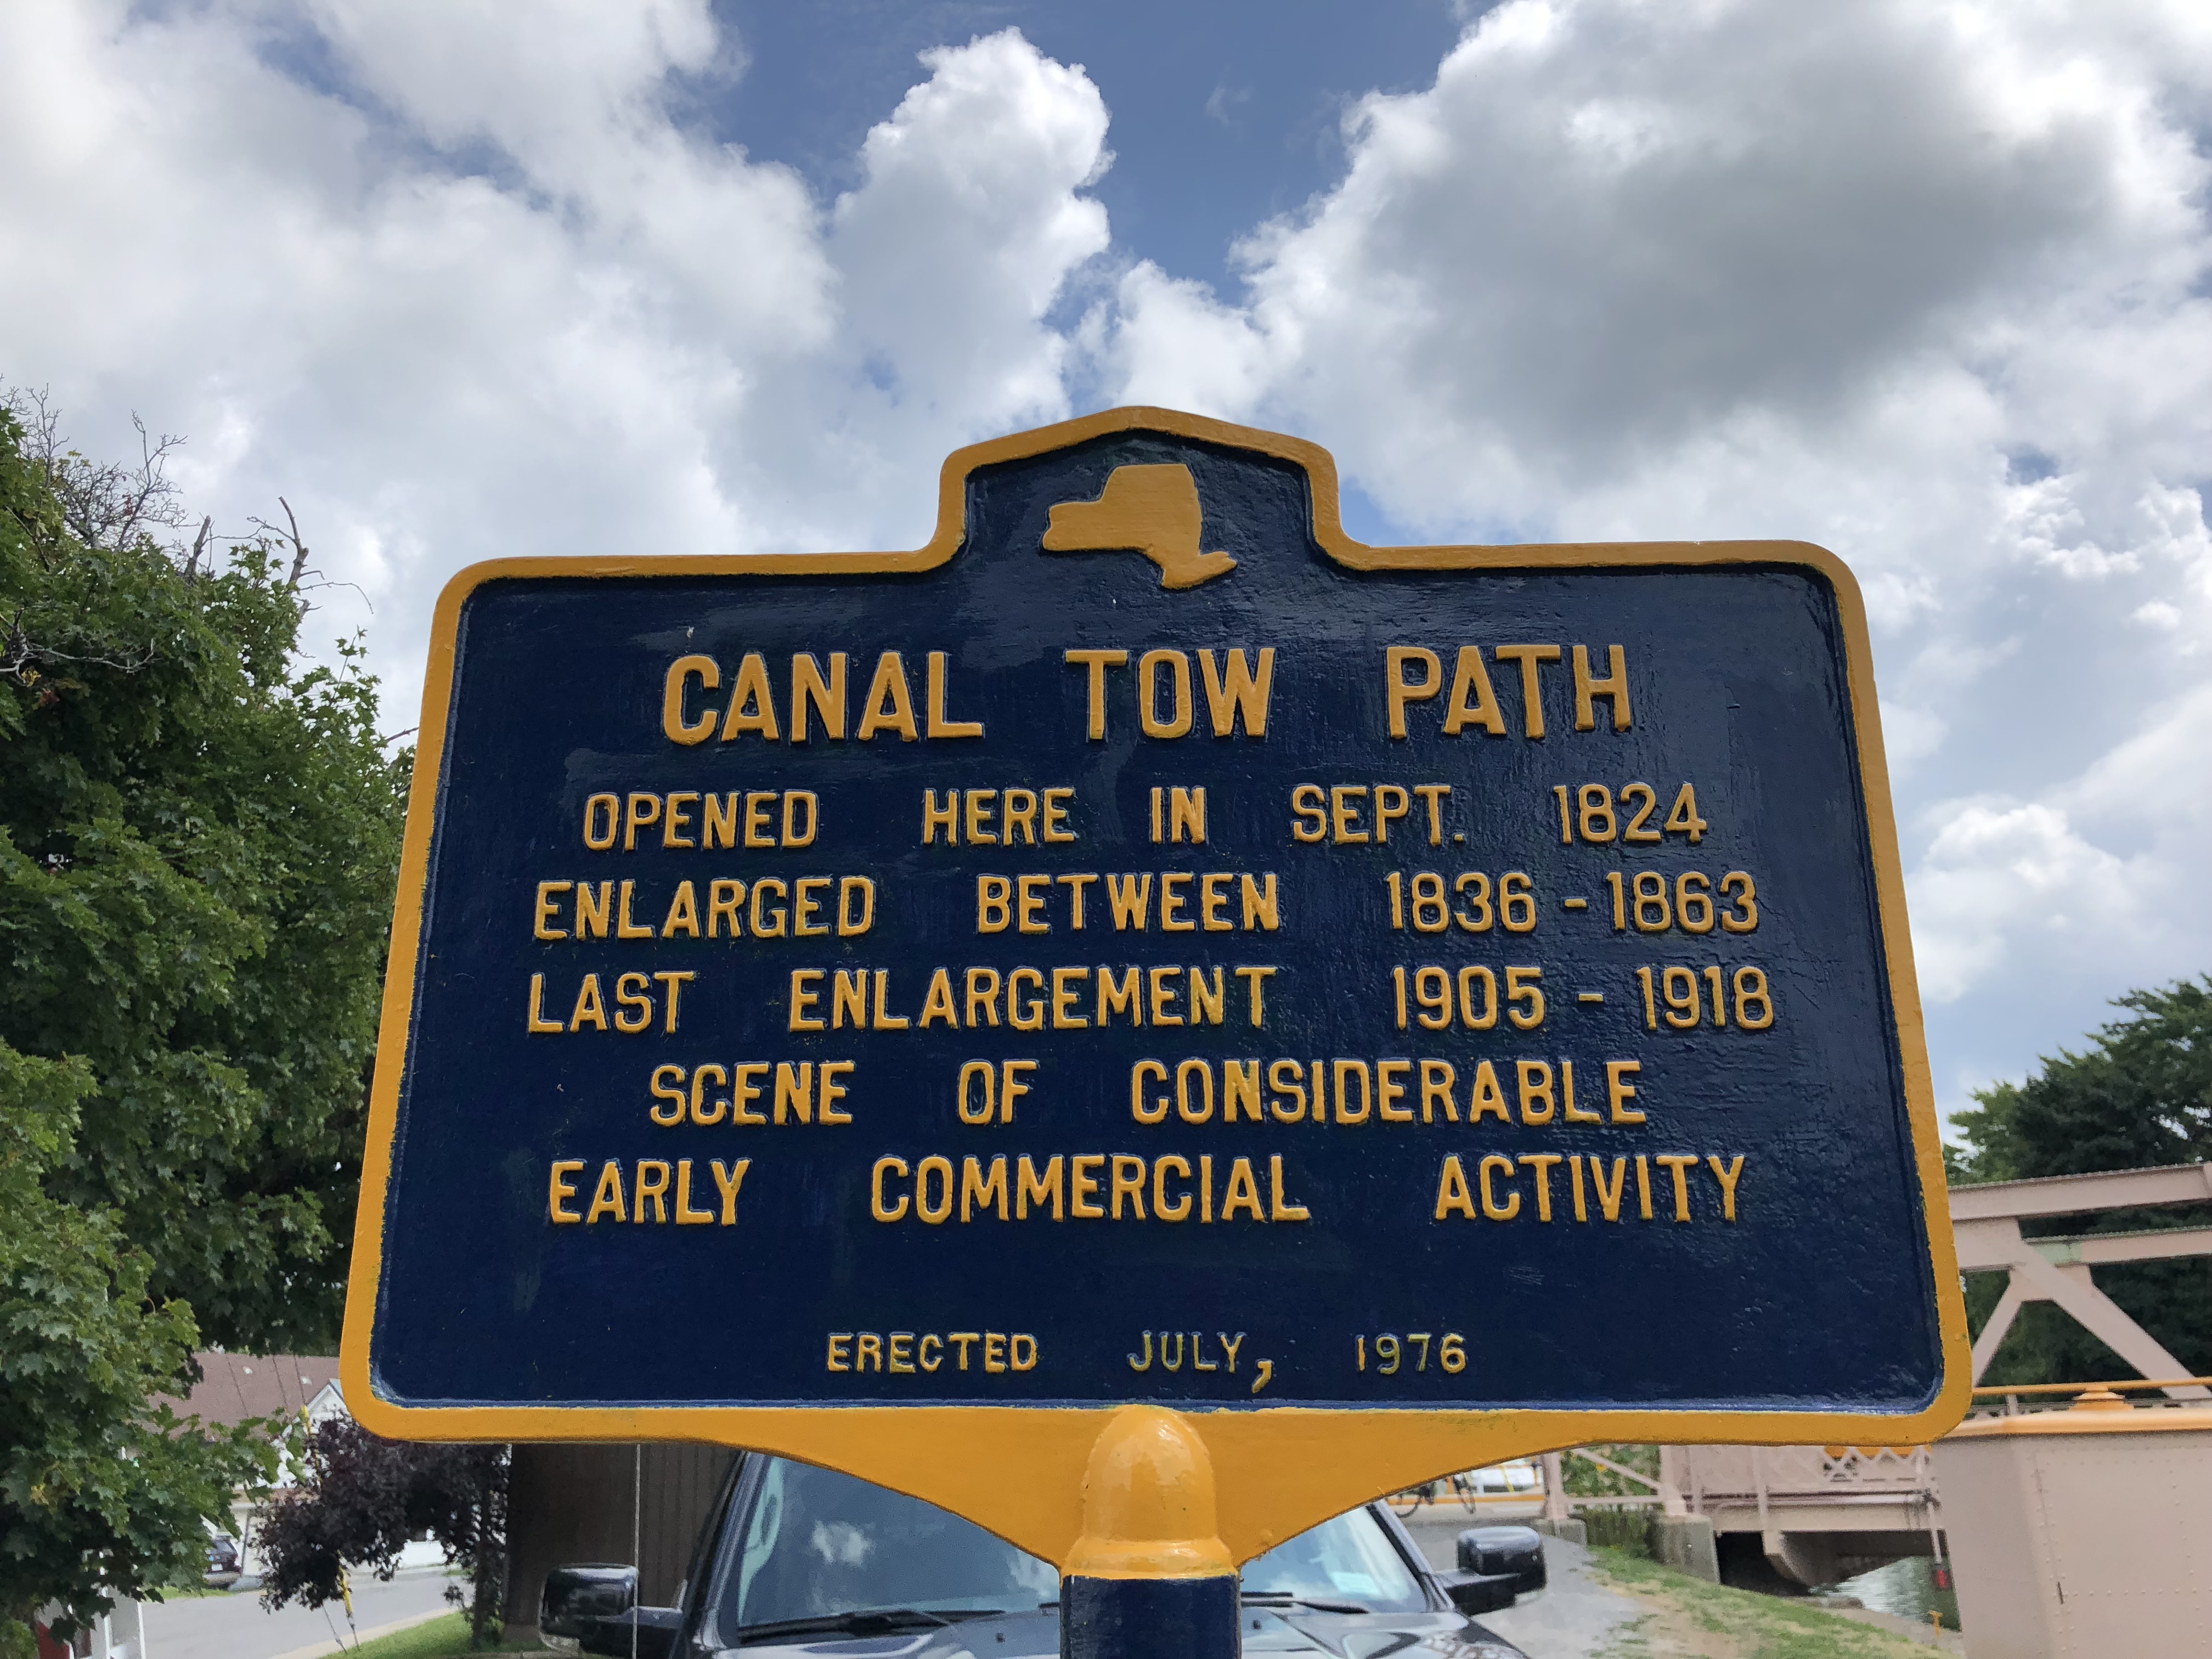 CANAL TOW PATH
OPENED HERE IN SEPT. 1824
ENLARGED BETWEEN 1836 - 1863
LAST ENLARGEMENT 1905 - 1918
SCENE OF CONSIDERABLE
EARLY COMMERCIAL ACTIVITY
ERECTED JULY, 1976